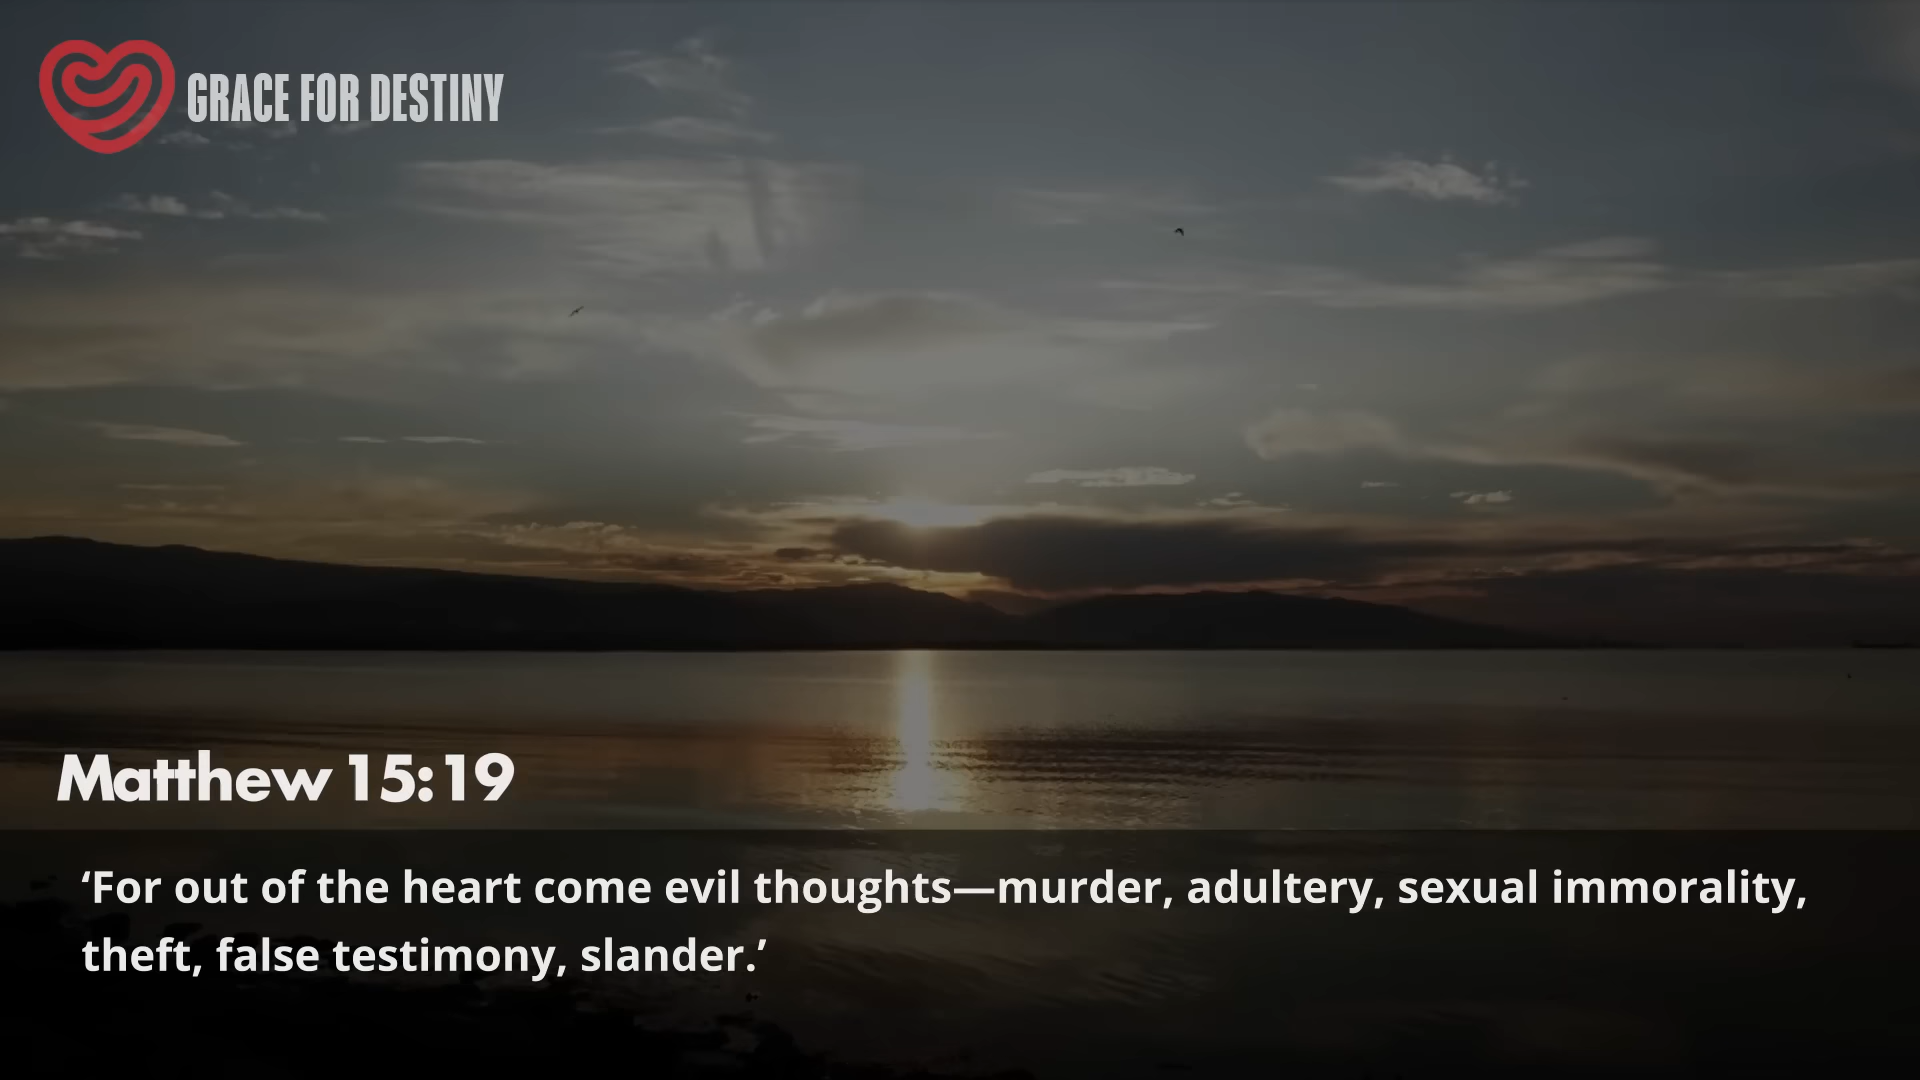 GRACE FOR DESTINY
Matthew 15:19
‘For out of the heart come evil thoughts—murder, adultery, sexual immorality,
theft, false testimony, slander.’